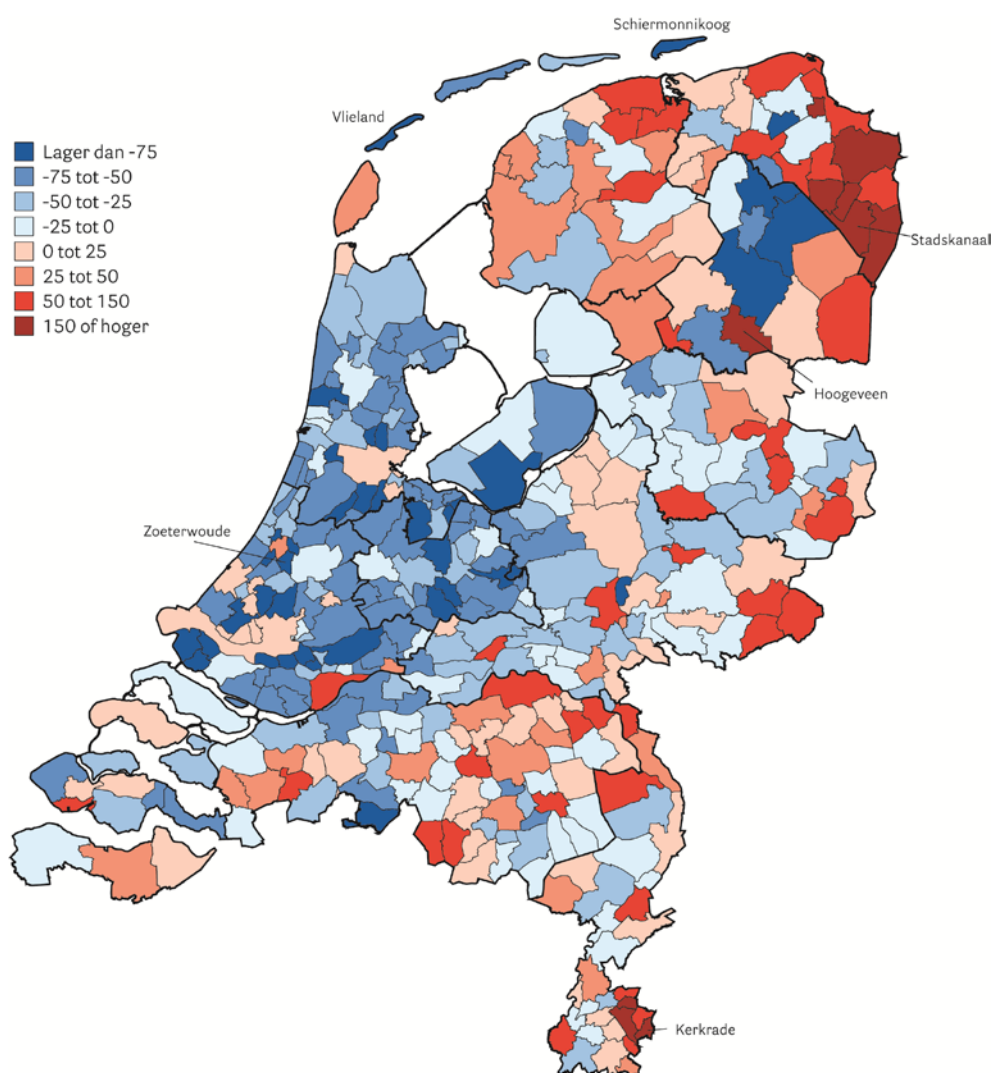 Schiermonnikoog
Vlieland
Lager dan -75
-75 tot -50
-50 tot -25
-25 tot 0
0 tot 25
25 tot 50
50 tot 150
150 of hoger
Stadskanaal
Hoogeveen
Zoeterwoude
Kerkrade